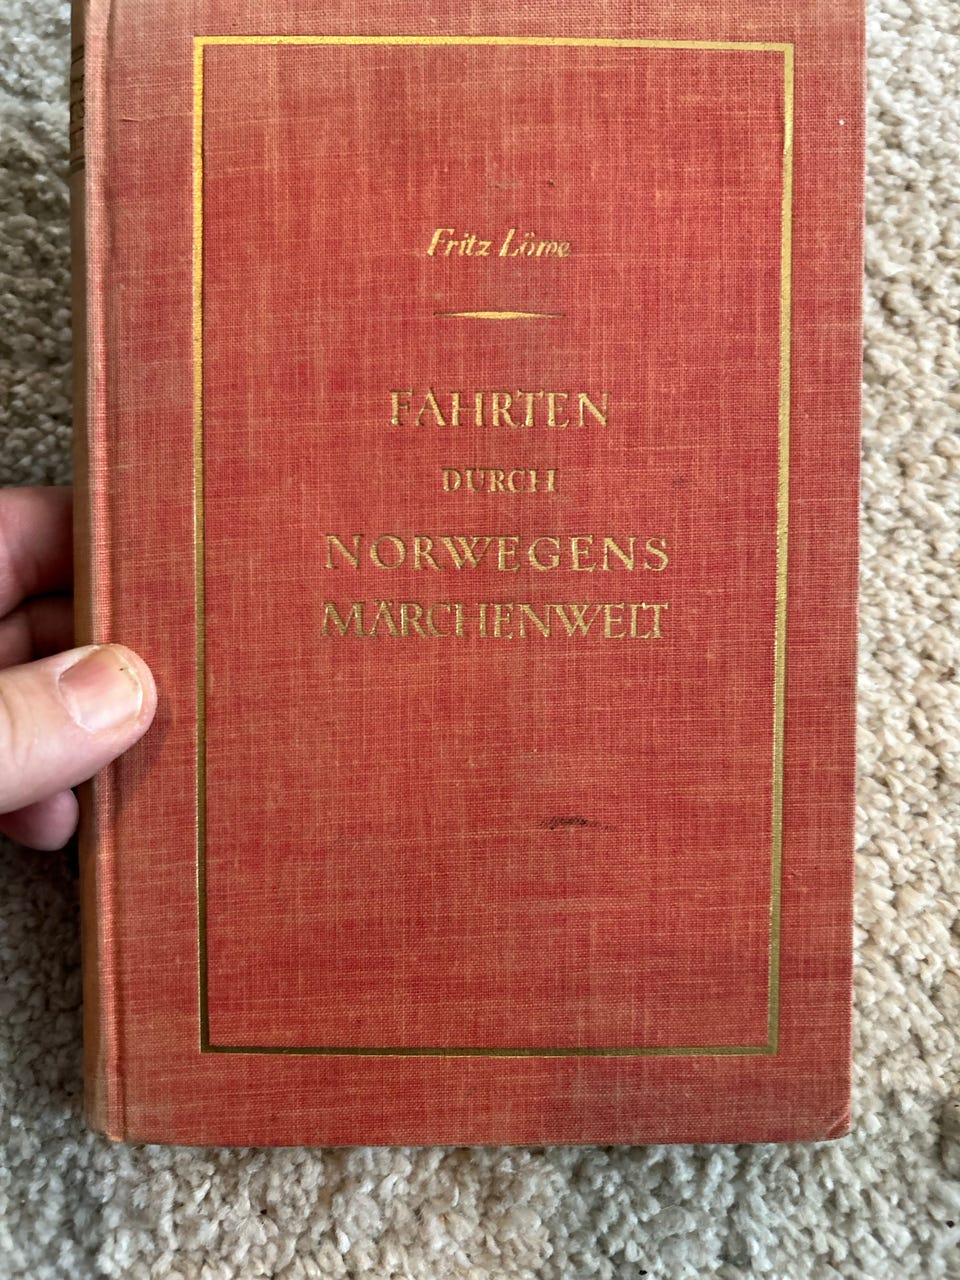 Fritz Löwe
FAHRTEN
DURCH
NORWEGENS
MÄRCHENWELT